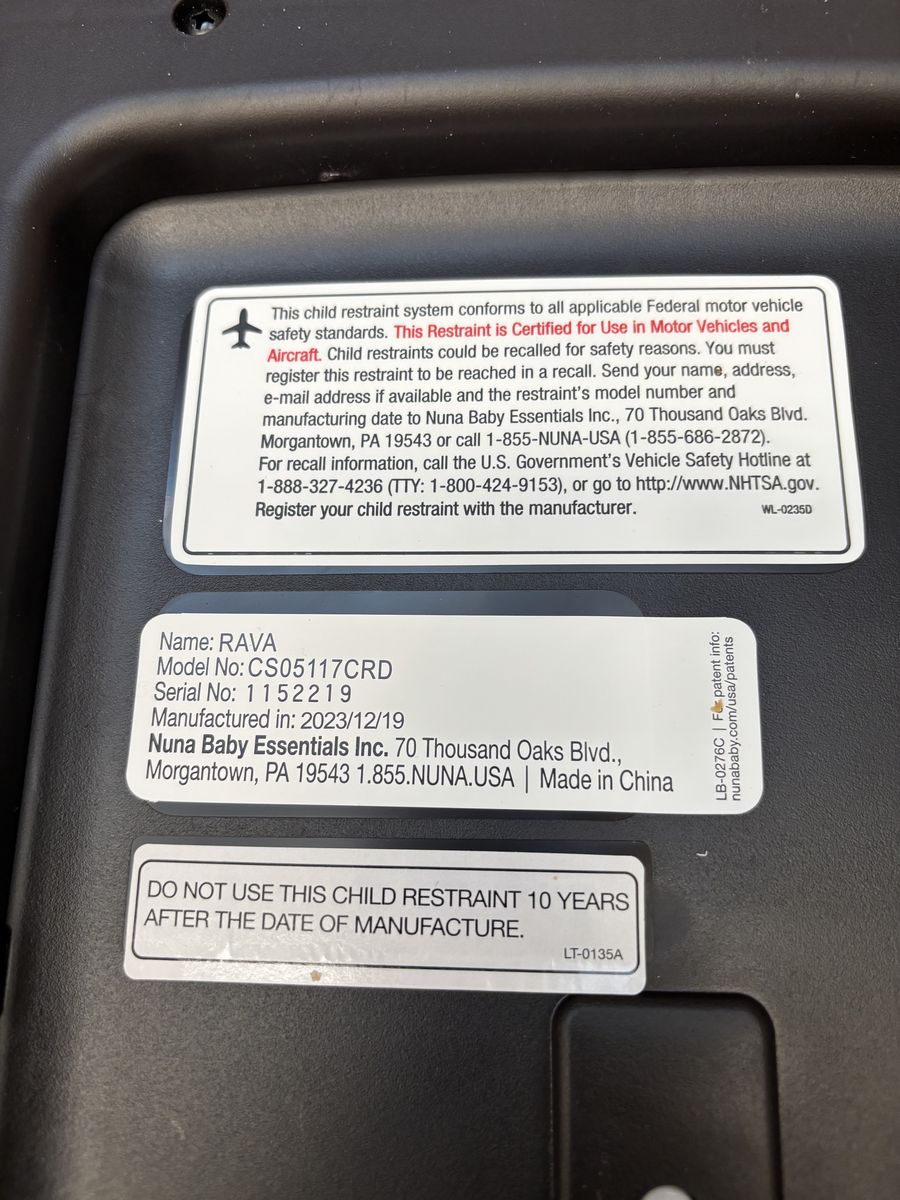 This child restraint system conforms to all applicable Federal motor vehicle
safety standards. This Restraint is Certified for Use in Motor Vehicles and
Aircraft. Child restraints could be recalled for safety reasons. You must
register this restraint to be reached in a recall. Send your name, address,
e-mail address if available and the restraint's model number and
manufacturing date to Nuna Baby Essentials Inc., 70 Thousand Oaks Blvd.
Morgantown, PA 19543 or call 1-855-NUNA-USA (1-855-686-2872).
For recall information, call the U.S. Government's Vehicle Safety Hotline at
1-888-327-4236 (TTY: 1-800-424-9153), or go to http://www.NHTSA.gov.
Register your child restraint with the manufacturer.
WL-0235D
Name: RAVA
Model No: CS05117CRD
Serial No: 1152219
Manufactured in: 2023/12/19
Nuna Baby Essentials Inc. 70 Thousand Oaks Blvd.,
Morgantown, PA 19543 1.855.NUNA.USA | Made in China
LB-0276C | For patent info:
nunababy.com/usa/patents
DO NOT USE THIS CHILD RESTRAINT 10 YEARS
AFTER THE DATE OF MANUFACTURE.
LT-0135A